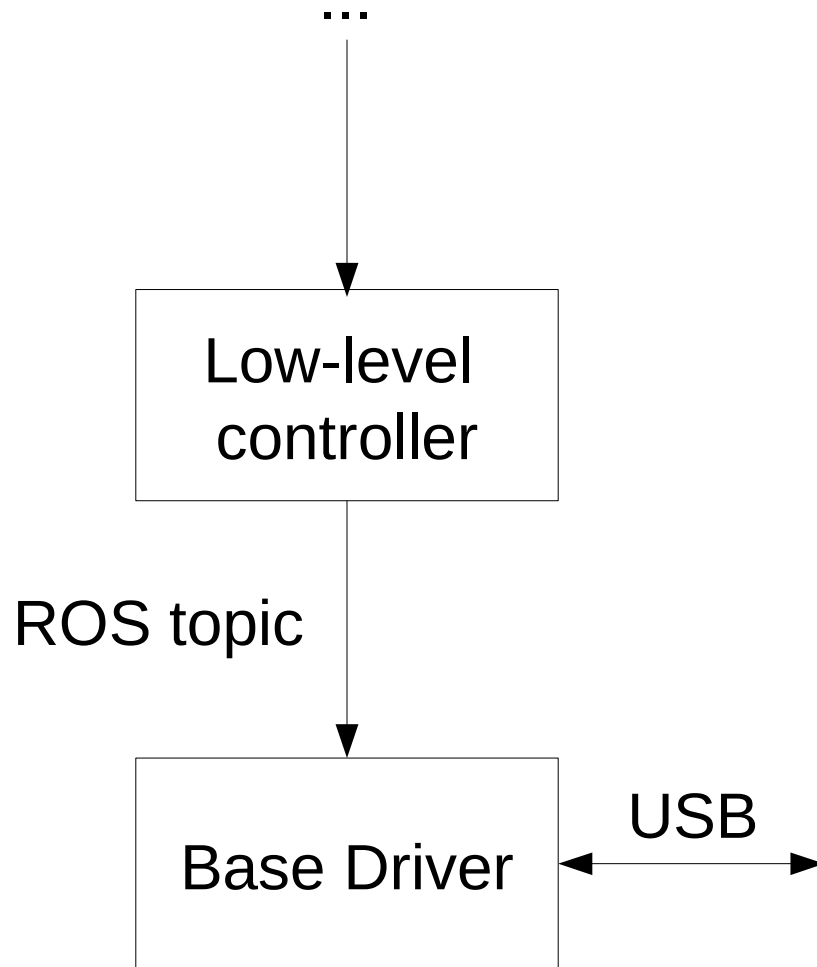 ...
Low-level
controller
ROS topic
USB
Base Driver